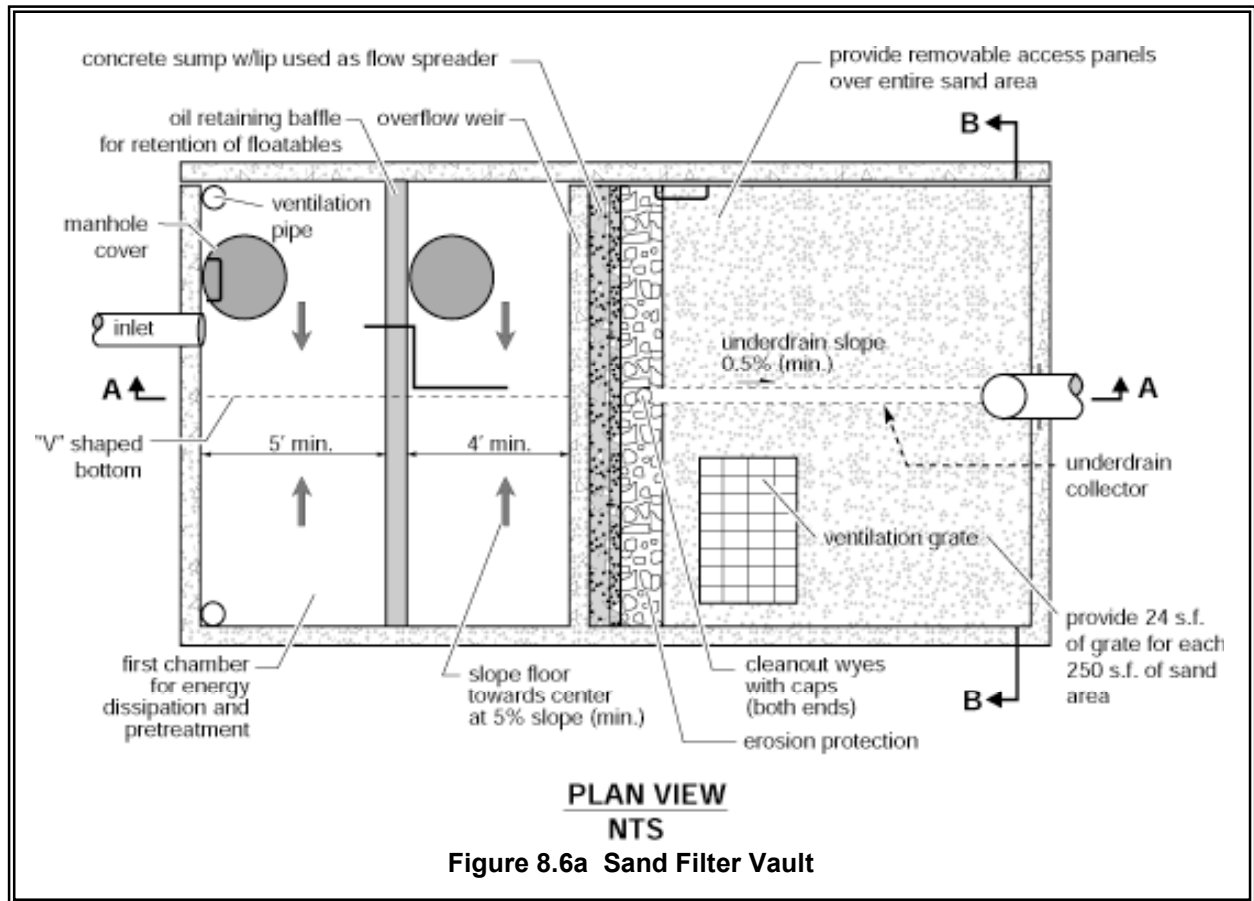 concrete sump w/lip used as flow spreader
provide removable access panels
over entire sand area
oil retaining baffle
for retention of floatables
overflow weir
B
ventilation
pipe
manhole
cover
inlet
underdrain slope
0.5% (min.)
A
A
"V" shaped
bottom
5' min.
4' min.
underdrain
collector
ventilation grate
provide 24 s.f.
of grate for each
250 s.f. of sand
area
first chamber
for energy
dissipation and
pretreatment
slope floor
towards center
at 5% slope (min.)
cleanout wyes
with caps
(both ends)
B
erosion protection
PLAN VIEW
NTS
Figure 8.6a Sand Filter Vault